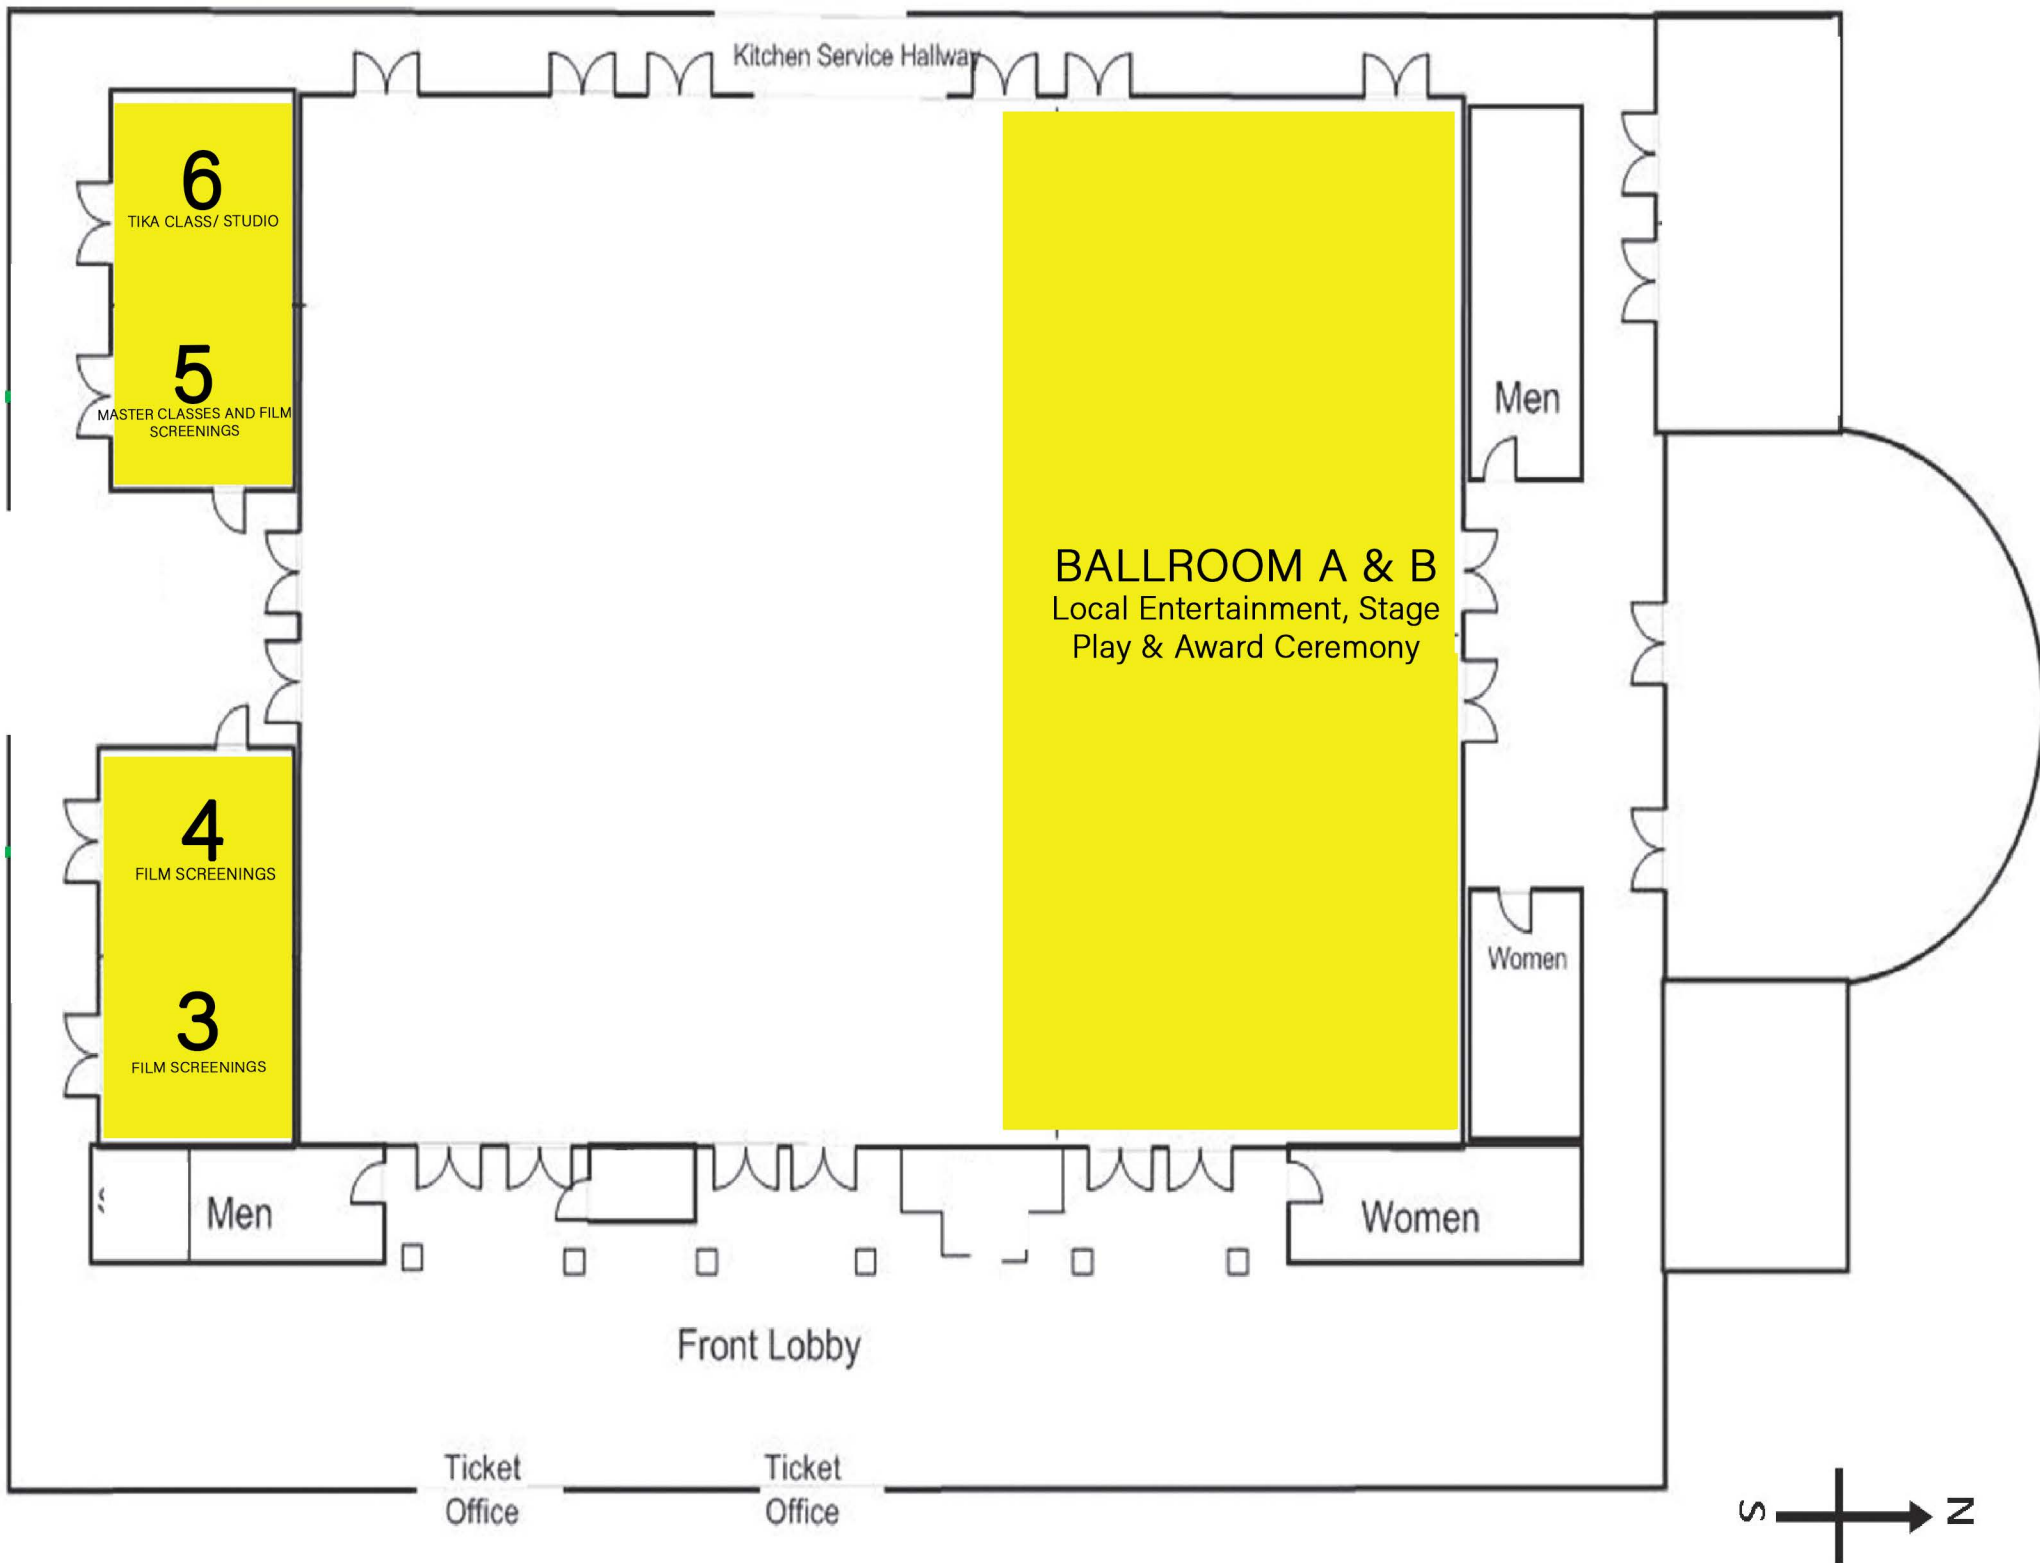 Kitchen Service Hallway
6
TIKA CLASS/ STUDIO
5
MASTER CLASSES AND FILM
SCREENINGS
Men
BALLROOM A & B
Local Entertainment, Stage
Play & Award Ceremony
4
FILM SCREENINGS
Women
3
FILM SCREENINGS
Men
Women
Front Lobby
Ticket
Office
Ticket
Office
S
N